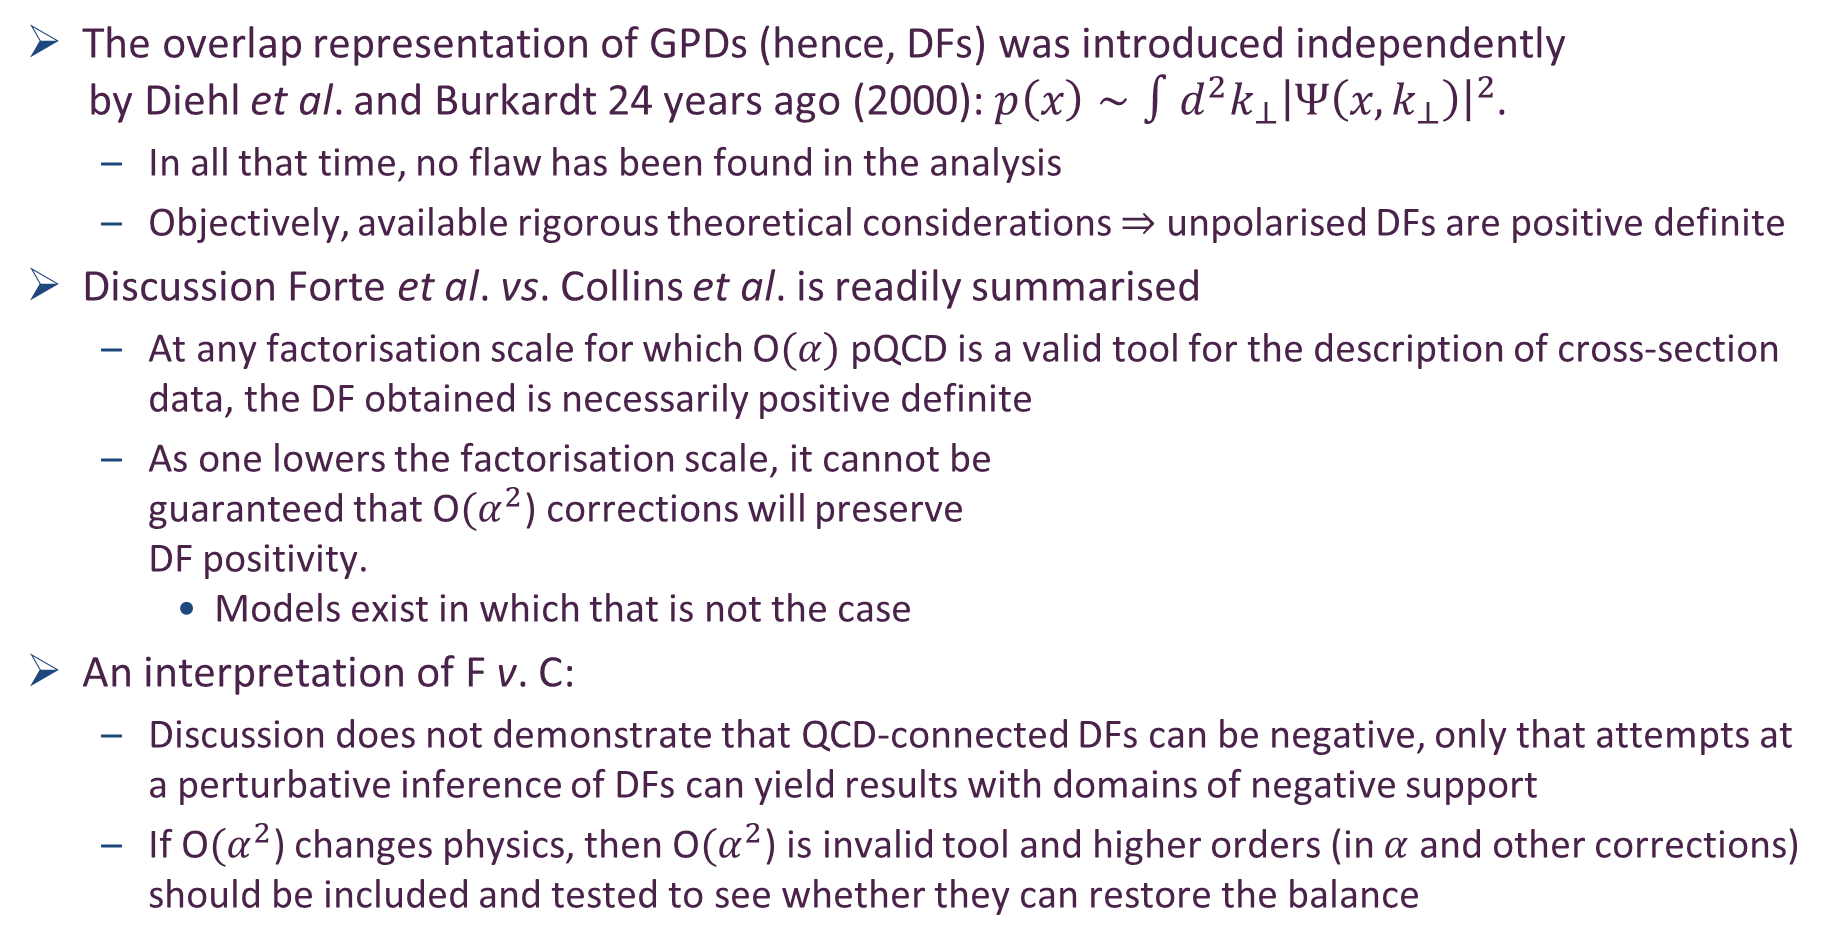 ➢ The overlap representation of GPDs (hence, DFs) was introduced independently
by Diehl et al. and Burkardt 24 years ago (2000): p(x) ~ ∫ d²k⊥|Ψ(x, k⊥)|².
– In all that time, no flaw has been found in the analysis
– Objectively, available rigorous theoretical considerations ⇒ unpolarised DFs are positive definite
➢ Discussion Forte et al. vs. Collins et al. is readily summarised
– At any factorisation scale for which O(α) pQCD is a valid tool for the description of cross-section
data, the DF obtained is necessarily positive definite
– As one lowers the factorisation scale, it cannot be
guaranteed that O(α²) corrections will preserve
DF positivity.
• Models exist in which that is not the case
➢ An interpretation of F v. C:
– Discussion does not demonstrate that QCD-connected DFs can be negative, only that attempts at
a perturbative inference of DFs can yield results with domains of negative support
– If O(α²) changes physics, then O(α²) is invalid tool and higher orders (in α and other corrections)
should be included and tested to see whether they can restore the balance